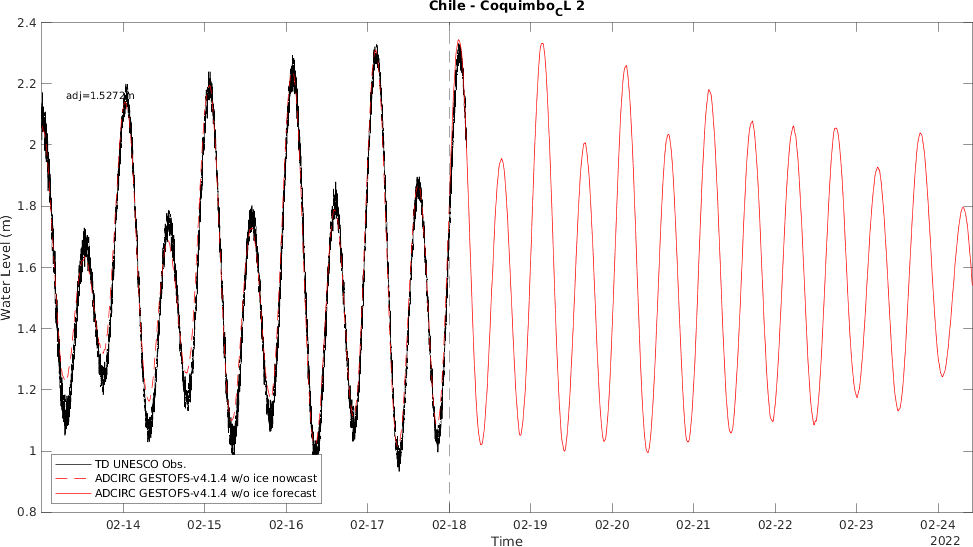 Chile - Coquimbo_CL 2
2.4
2.2
2
1.8
1.6
1.4
1.2
1
0.8
Water Level (m)
adj=1.5272m
TD UNESCO Obs.
ADCIRC GESTOFS-v4.1.4 w/o ice nowcast
ADCIRC GESTOFS-v4.1.4 w/o ice forecast
02-14 02-15 02-16 02-17 02-18 02-19 02-20 02-21 02-22 02-23 02-24
Time
2022